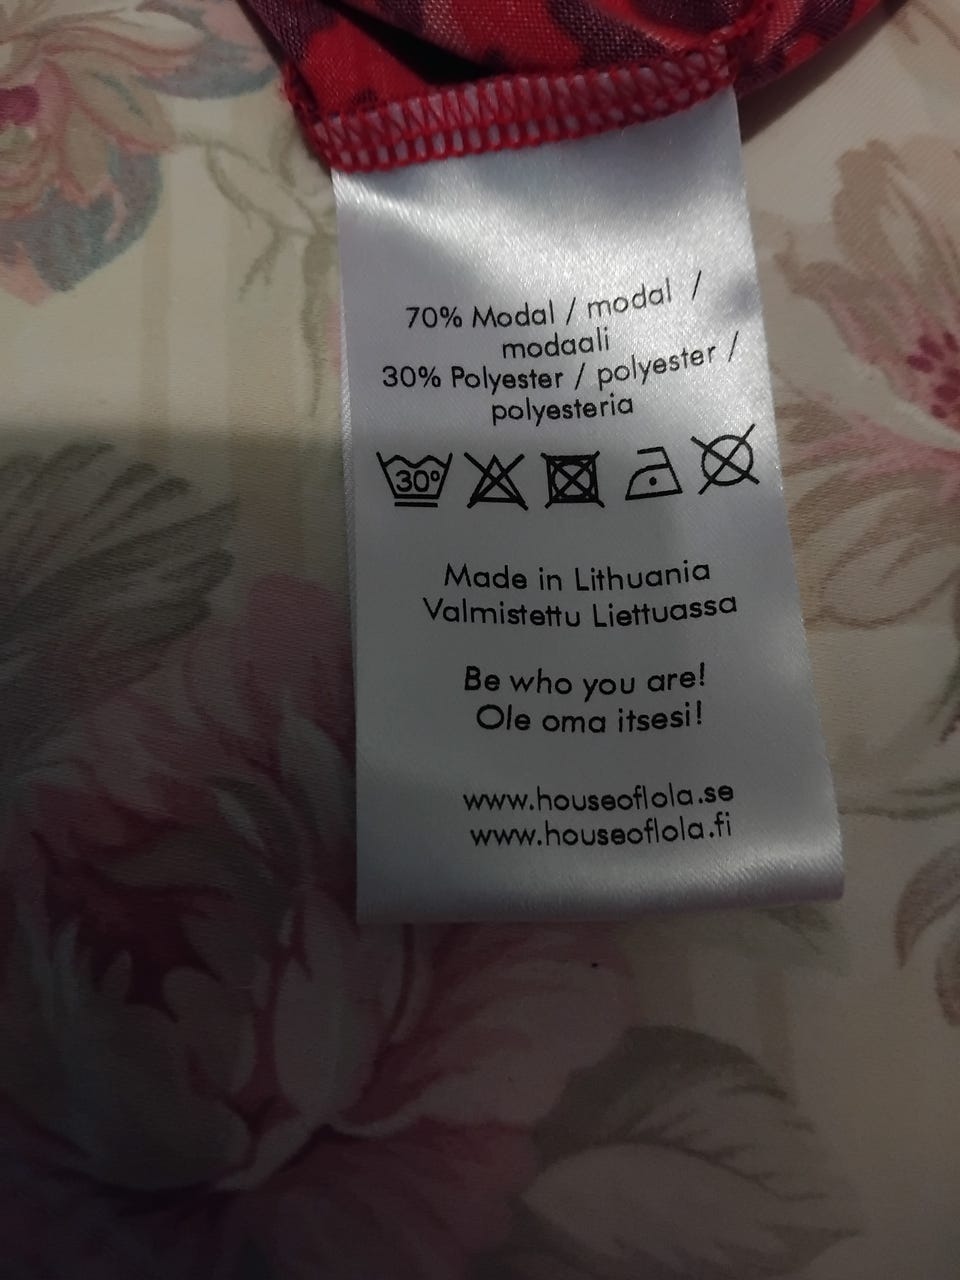 70% Modal / modal /
modaali
30% Polyester / polyester /
polyesteria
30°
Made in Lithuania
Valmistettu Liettuassa
Be who you are!
Ole oma itsesi!
www.houseoflola.se
www.houseoflola.fi